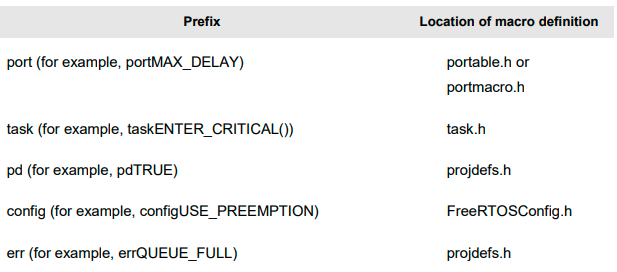 Prefix Location of macro definition
port (for example, portMAX_DELAY) portable.h or
portmacro.h
task (for example, taskENTER_CRITICAL()) task.h
pd (for example, pdTRUE) projdefs.h
config (for example, configUSE_PREEMPTION) FreeRTOSConfig.h
err (for example, errQUEUE_FULL) projdefs.h